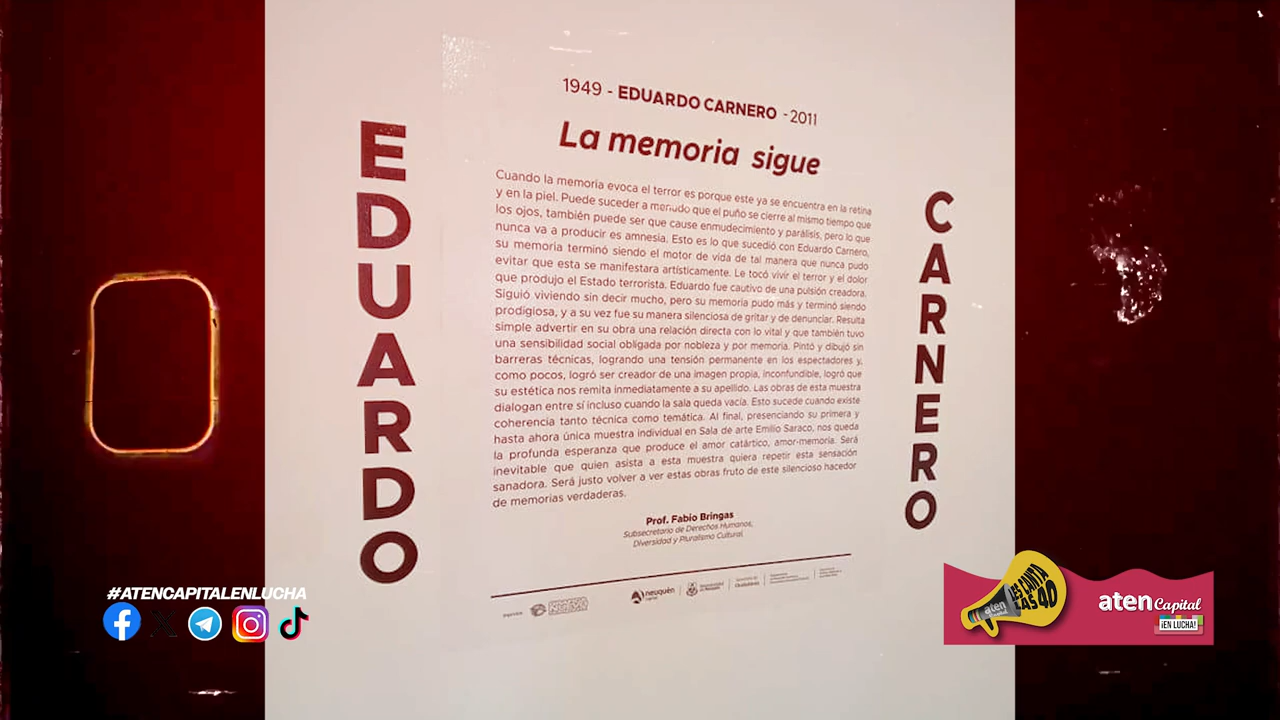 1949 - EDUARDO CARNERO - 2011
La memoria sigue
EDUARDO
CARNERO
Cuando la memoria evoca el terror es porque este ya se encuentra en la retina
y en la piel. Puede suceder a menudo que el puño se cierre al mismo tiempo que
los ojos, también puede ser que cause enmudecimiento y parálisis, pero lo que
nunca va a producir es amnesia. Esto es lo que sucedió con Eduardo Carnero,
su memoria terminó siendo el motor de vida de tal manera que nunca pudo
evitar que esta se manifestara artísticamente. Le tocó vivir el terror y el dolor
que produjo el Estado terrorista. Eduardo fue cautivo de una pulsión creadora.
Siguió viviendo sin decir mucho, pero su memoria pudo más y terminó siendo
prodigiosa, y a su vez fue su manera silenciosa de gritar y de denunciar. Resulta
simple advertir en su obra una relación directa con lo vital y que también tuvo
una sensibilidad social obligada por nobleza y por memoria. Pintó y dibujó sin
barreras técnicas, logrando una tensión permanente en los espectadores y,
como pocos, logró ser creador de una imagen propia, inconfundible, logró que
su estética nos remita inmediatamente a su apellido. Las obras de esta muestra
dialogan entre sí incluso cuando la sala queda vacía. Esto sucede cuando existe
coherencia tanto técnica como temática. Al final, presenciando su primera y
hasta ahora única muestra individual en Sala de arte Emilio Saraco, nos queda
la profunda esperanza que produce el amor catártico, amor-memoria. Será
inevitable que quien asista a esta muestra quiera repetir esta sensación
sanadora. Será justo volver a ver estas obras fruto de este silencioso hacedor
de memorias verdaderas.
Prof. Fabio Bringas
Subsecretario de Derechos Humanos,
Diversidad y Pluralismo Cultural.
neuquén
#ATENCAPITALENLUCHA
LES CANTA
LAS 40
aten
aten Capital
¡EN LUCHA!